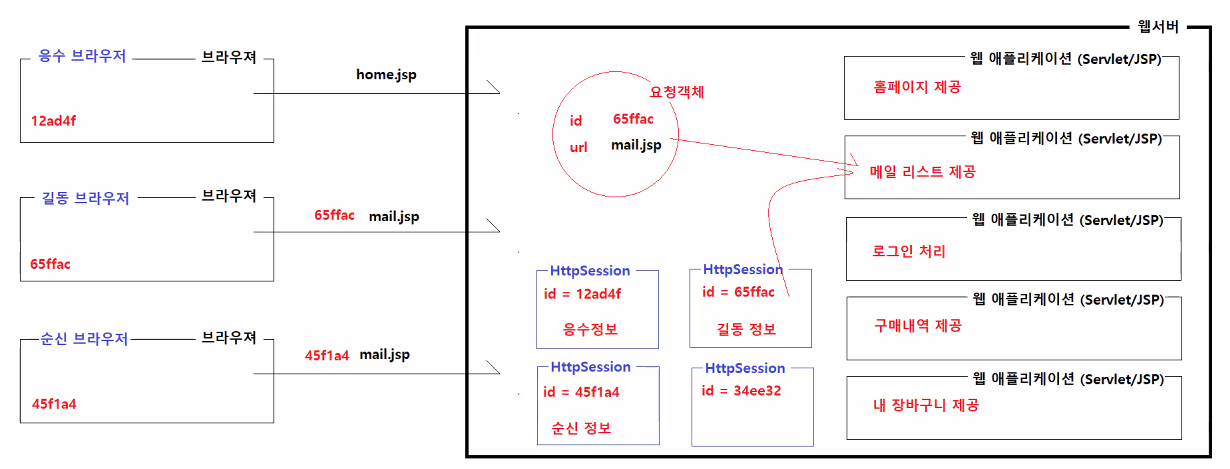 웹서버
응수 브라우저
브라우져
12ad4f
home.jsp
길동 브라우저
브라우져
65ffac
65ffac mail.jsp
순신 브라우저
브라우져
45f1a4
45f1a4 mail.jsp
요청객체
id 65ffac
url mail.jsp
HttpSession
id = 12ad4f
응수정보
HttpSession
id = 65ffac
길동 정보
HttpSession
id = 45f1a4
순신 정보
HttpSession
id = 34ee32
웹 애플리케이션 (Servlet/JSP)
홈페이지 제공
웹 애플리케이션 (Servlet/JSP)
메일 리스트 제공
웹 애플리케이션 (Servlet/JSP)
로그인 처리
웹 애플리케이션 (Servlet/JSP)
구매내역 제공
웹 애플리케이션 (Servlet/JSP)
내 장바구니 제공